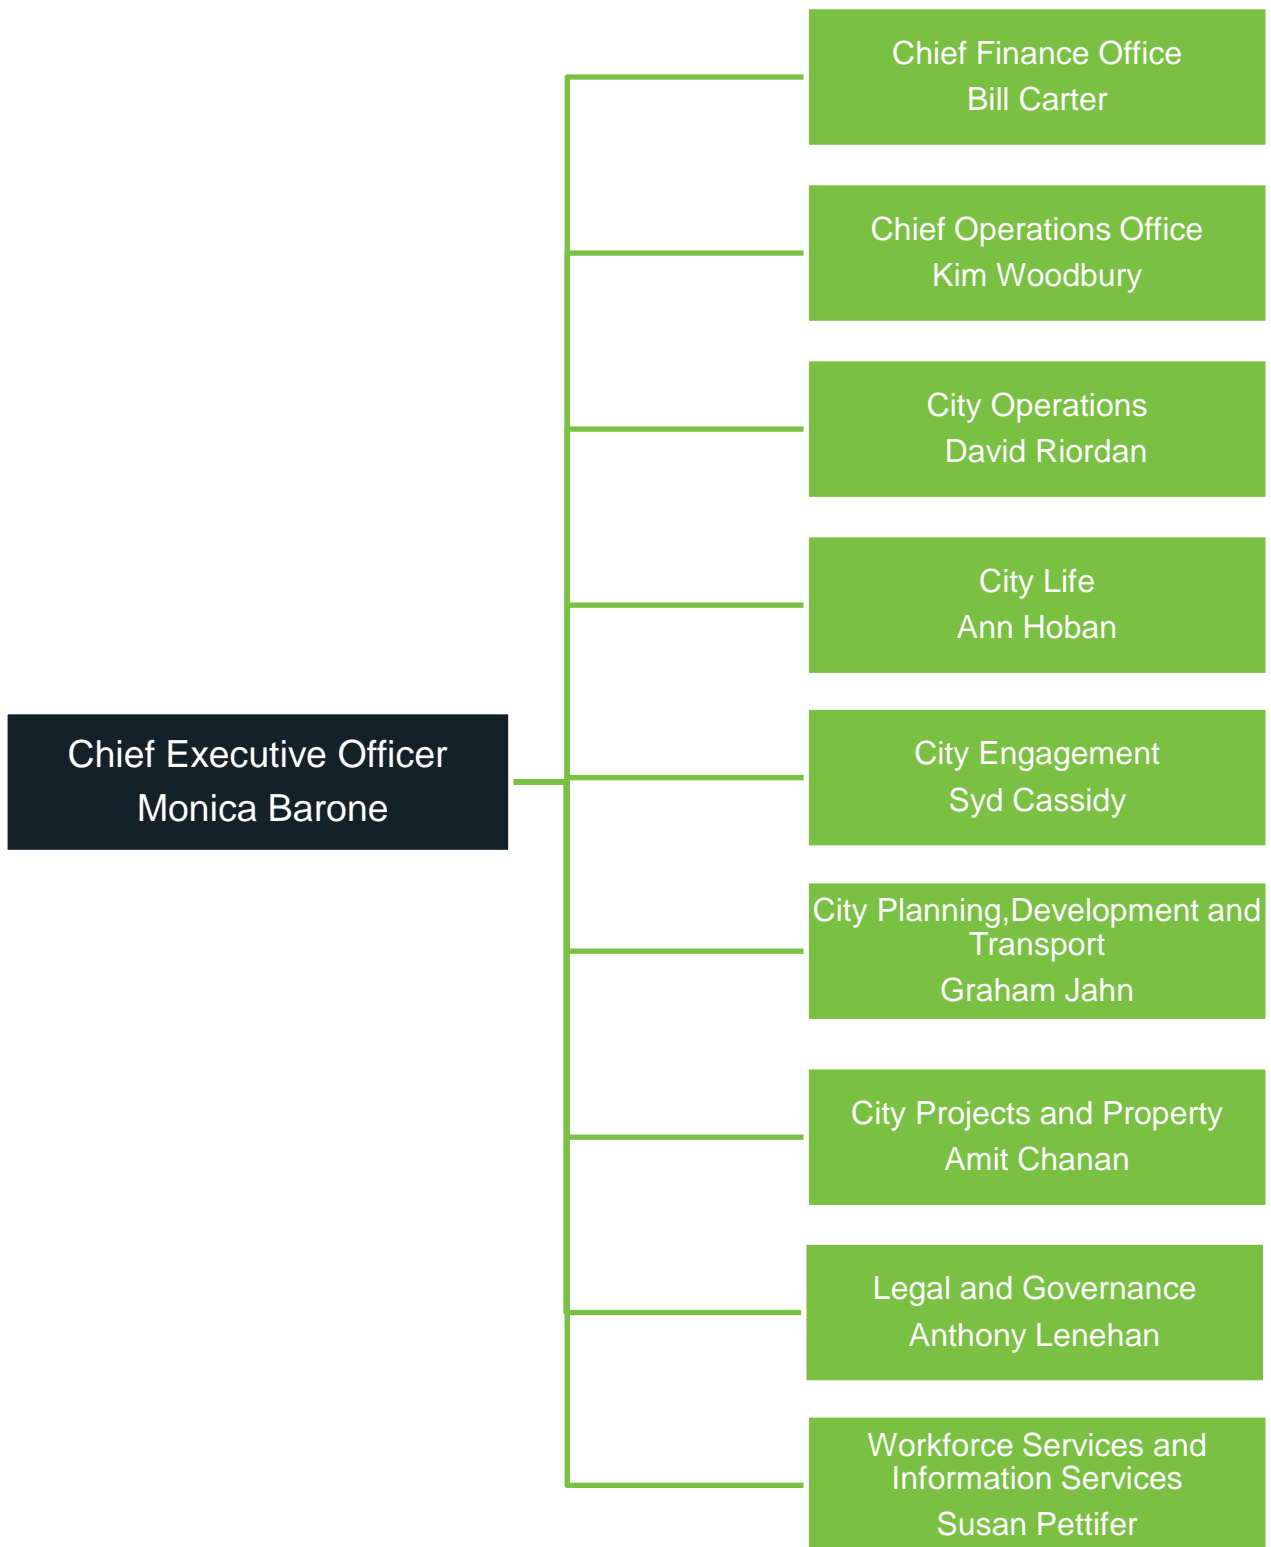 Chief Finance Office
Bill Carter
Chief Operations Office
Kim Woodbury
City Operations
David Riordan
City Life
Ann Hoban
Chief Executive Officer
Monica Barone
City Engagement
Syd Cassidy
City Planning,Development and
Transport
Graham Jahn
City Projects and Property
Amit Chanan
Legal and Governance
Anthony Lenehan
Workforce Services and
Information Services
Susan Pettifer